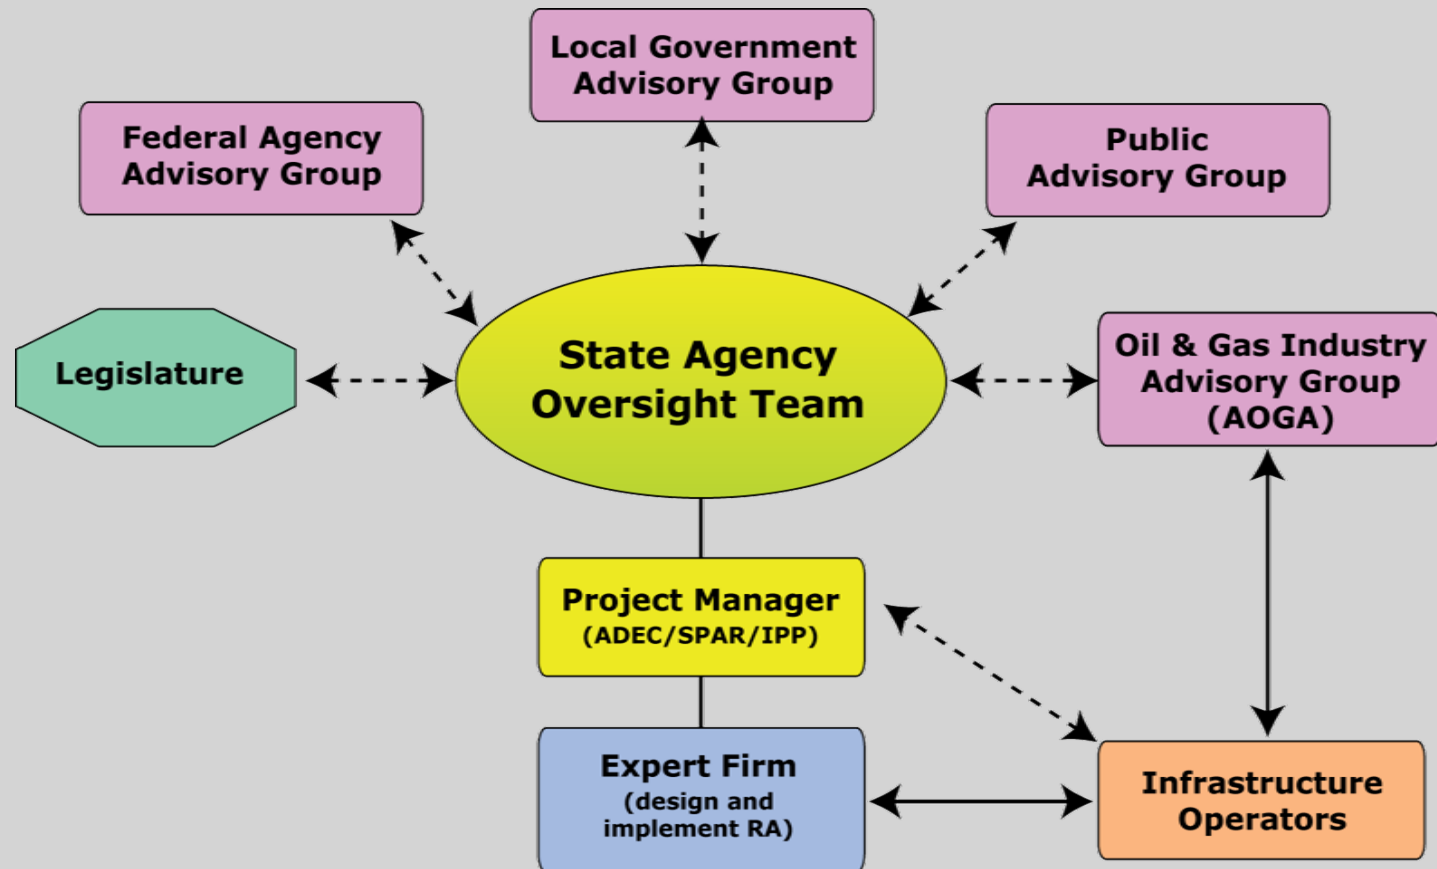 Local Government
Advisory Group
Federal Agency
Advisory Group
Public
Advisory Group
Legislature
State Agency
Oversight Team
Oil & Gas Industry
Advisory Group
(AOGA)
Project Manager
(ADEC/SPAR/IPP)
Expert Firm
(design and
implement RA)
Infrastructure
Operators